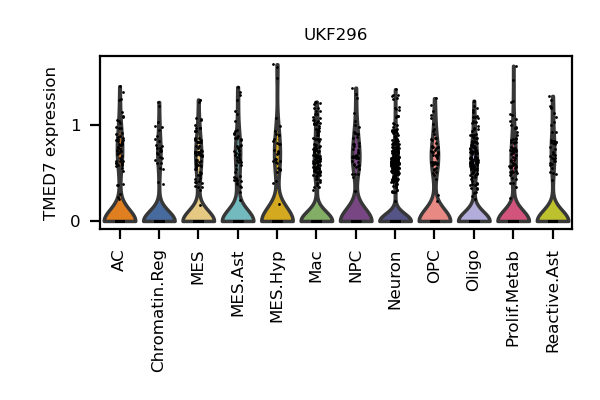 UKF296
TMED7 expression
1
0
AC
Chromatin.Reg
MES
MES.Ast
MES.Hyp
Mac
NPC
Neuron
OPC
Oligo
Prolif.Metab
Reactive.Ast